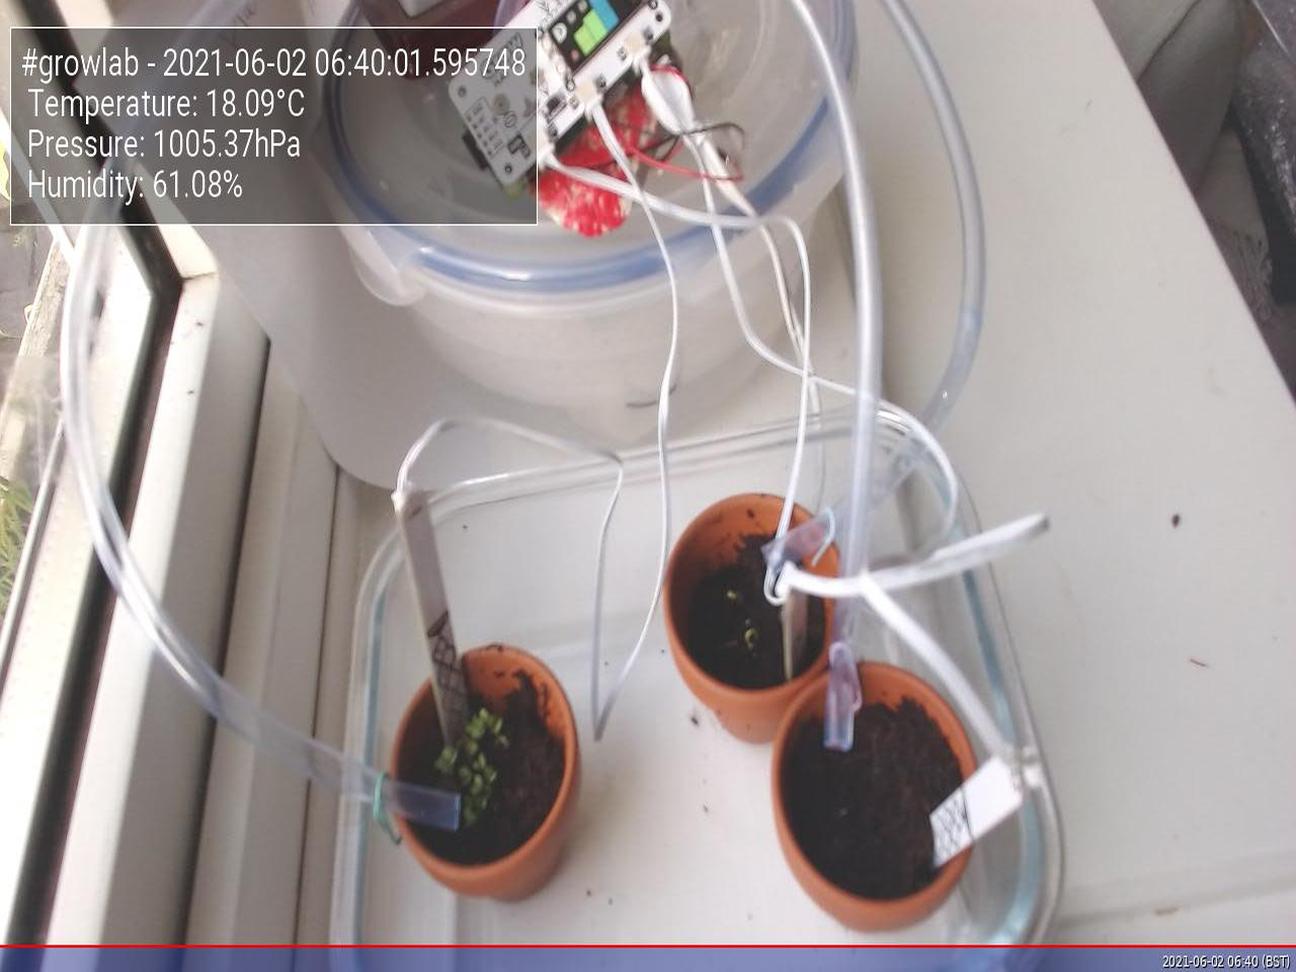 #growlab - 2021-06-02 06:40:01.595748
Temperature: 18.09°C
Pressure: 1005.37hPa
Humidity: 61.08%
2021-06-02 06:40 (BST)